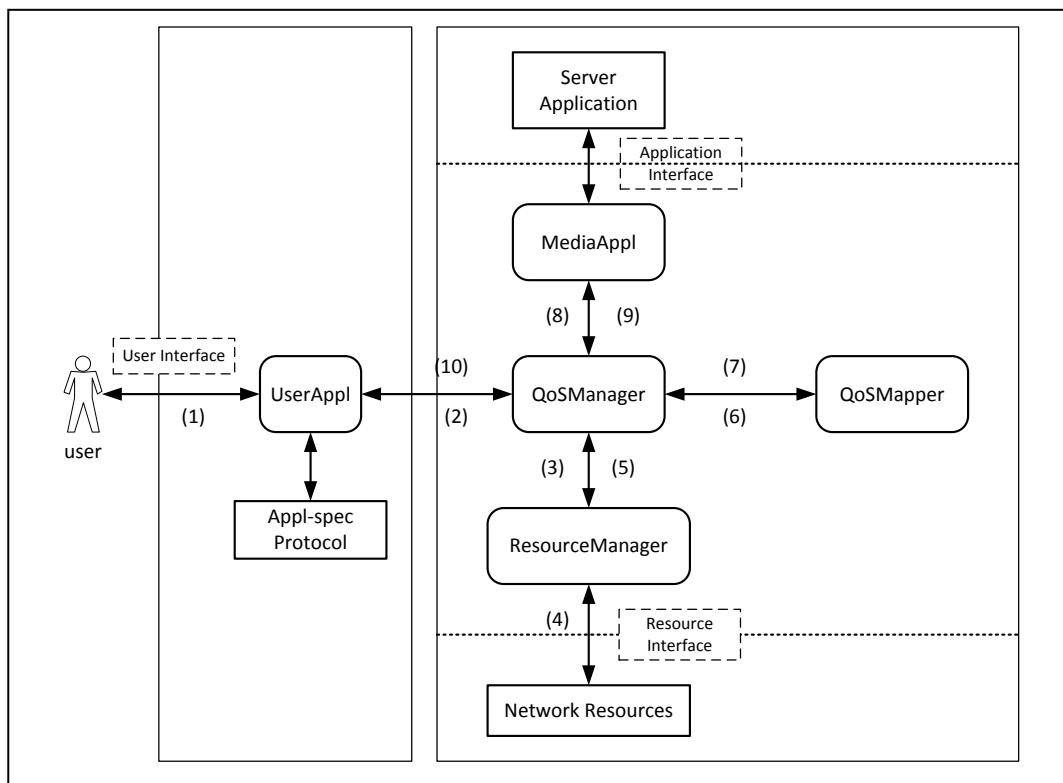 Server
Application
Application
Interface
MediaAppl
(8)
(9)
User Interface
(10)
(7)
UserAppl
QoSManager
QoSMapper
(1)
(2)
(6)
user
(3)
(5)
Appl-spec
Protocol
ResourceManager
(4)
Resource
Interface
Network Resources